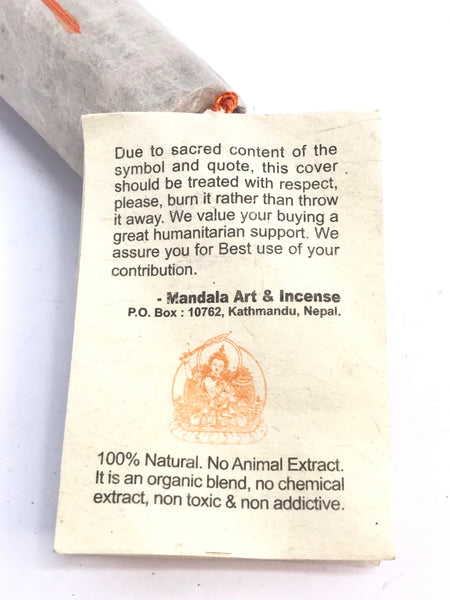 Due to sacred content of the
symbol and quote, this cover
should be treated with respect,
please, burn it rather than throw
it away. We value your buying a
great humanitarian support. We
assure you for Best use of your
contribution.
- Mandala Art & Incense
P.O. Box : 10762, Kathmandu, Nepal.
100% Natural. No Animal Extract.
It is an organic blend, no chemical
extract, non toxic & non addictive.